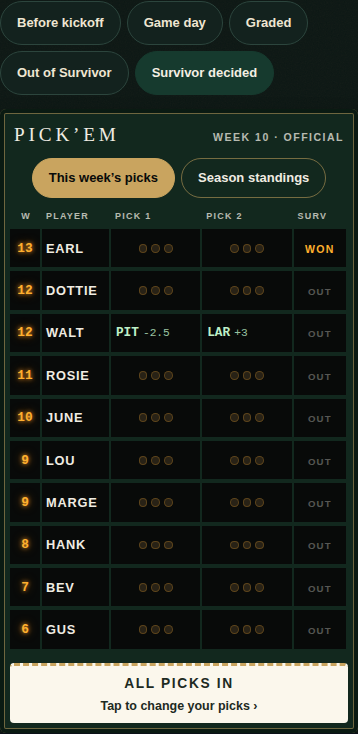 Before kickoff Game day Graded
Out of Survivor Survivor decided
PICK’EM WEEK 10 · OFFICIAL
This week’s picks Season standings
W PLAYER PICK 1 PICK 2 SURV
13 EARL WON
12 DOTTIE OUT
12 WALT PIT -2.5 LAR +3 OUT
11 ROSIE OUT
10 JUNE OUT
9 LOU OUT
9 MARGE OUT
8 HANK OUT
7 BEV OUT
6 GUS OUT
ALL PICKS IN
Tap to change your picks ›